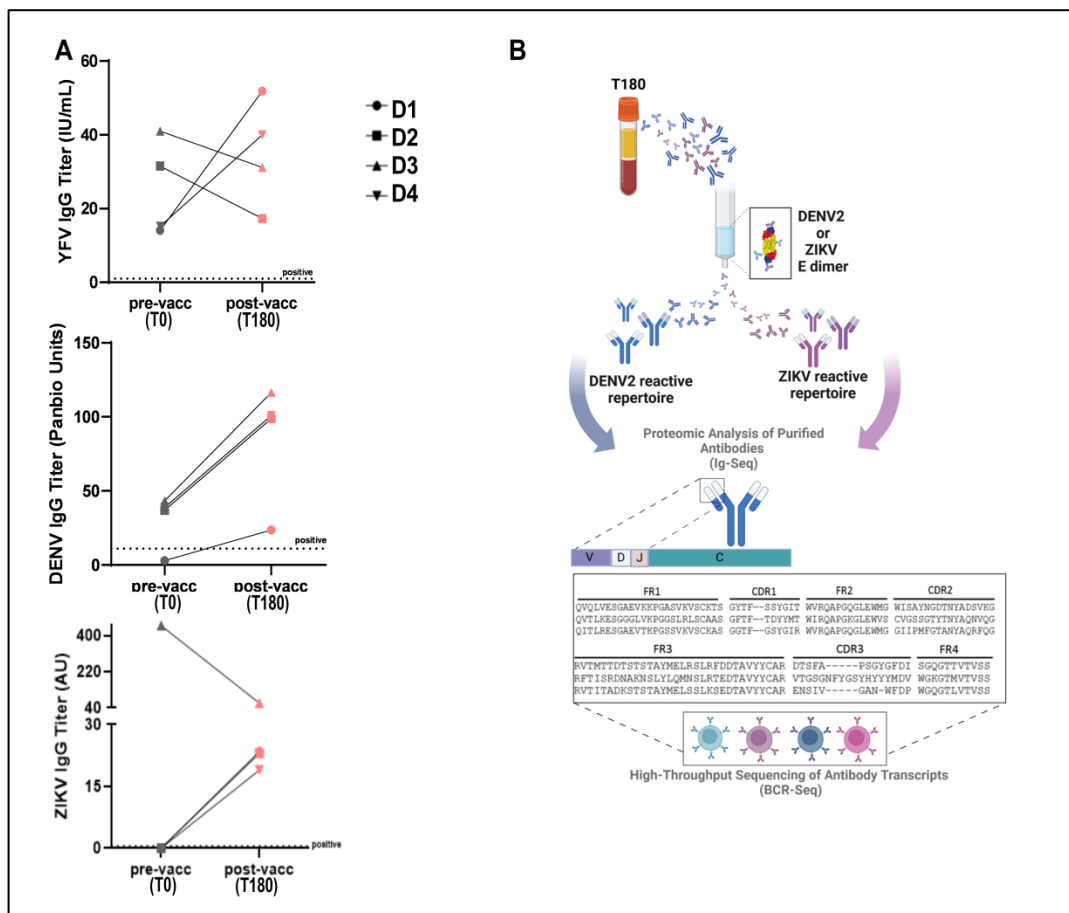 A
YFV IgG Titer (IU/mL)
60
40
20
0
positive
pre-vacc
(T0)
post-vacc
(T180)
D1
D2
D3
D4
DENV IgG Titer (Panbio Units)
150
100
50
0
positive
pre-vacc
(T0)
post-vacc
(T180)
ZIKV IgG Titer (AU)
400
220
40
30
15
0
positive
pre-vacc
(T0)
post-vacc
(T180)
B
T180
DENV2
or
ZIKV
E dimer
DENV2 reactive
repertoire
ZIKV reactive
repertoire
Proteomic Analysis of Purified
Antibodies
(Ig-Seq)
V D J C
FR1 CDR1 FR2 CDR2
QVQLVESGAEVKKPGASVKVSCKTS GYTF--SSYGIT WVRQAPGQGLEWMG WISAYNGDTNYADSVKG
QVTLKESGGGLVKPGGSLRLSCAAS GFTF--TDYYMT WIRQAPGKGLEWVS CVGSSGTYTNYAQNVQG
QITLRESGAEVKKPGSSVKVSCKAS GGTF--GSYGIR WVRQAPGQGLEWMG GIIPMFGTANYAQRFQG
FR3 CDR3 FR4
RVTMTTDTSTSTAYMELRSLRFDDTAVYYCAR DTSFA-----PSGYGFDI SGQGTTVTVSS
RFTISRDNAKNSLYLQMNSLRTEDTAVYYCAR VTGSGNFYGSYHYYYMDV WGKGTMVTVSS
RVTITADKSTSTAYMELSSLKSEDTAVYYCAR ENSIV-----GAN-WFDP WGQGTLVTVSS
High-Throughput Sequencing of Antibody Transcripts
(BCR-Seq)